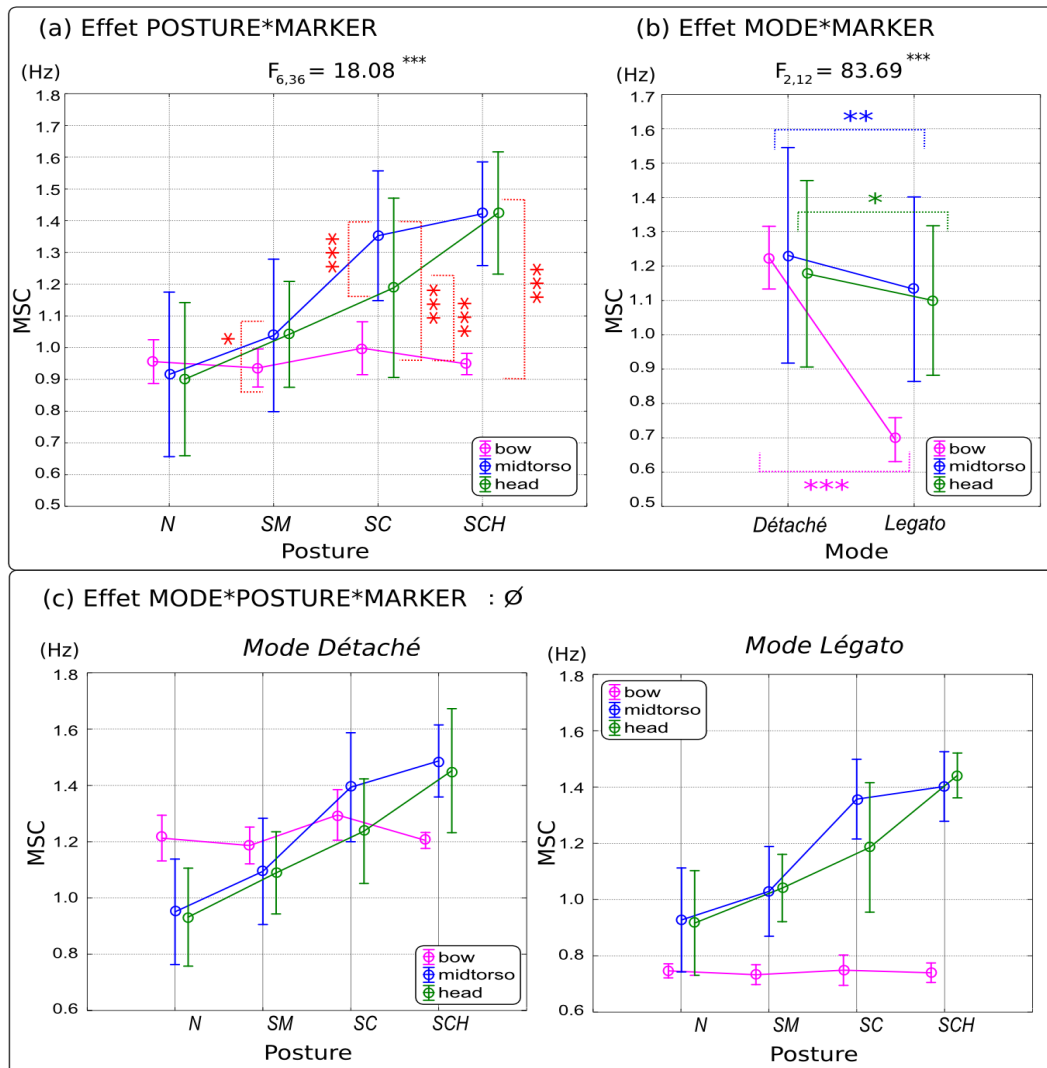 (a) Effet POSTURE*MARKER
F6,36 = 18.08 ***
(Hz)
1.8
1.7
1.6
1.5
1.4
1.3
1.2
1.1
1.0
0.9
0.8
0.7
0.6
0.5
MSC
*
***
***
***
***
bow
midtorso
head
N SM SC SCH
Posture
(b) Effet MODE*MARKER
F2,12 = 83.69 ***
(Hz)
1.7
1.6
1.5
1.4
1.3
1.2
1.1
1.0
0.9
0.8
0.7
0.6
0.5
MSC
**
*
***
bow
midtorso
head
Détaché Legato
Mode
(c) Effet MODE*POSTURE*MARKER : Ø
Mode Détaché
(Hz)
1.8
1.6
1.4
1.2
1.0
0.8
0.6
MSC
bow
midtorso
head
N SM SC SCH
Posture
Mode Légato
(Hz)
1.8
1.6
1.4
1.2
1.0
0.8
0.6
MSC
bow
midtorso
head
N SM SC SCH
Posture